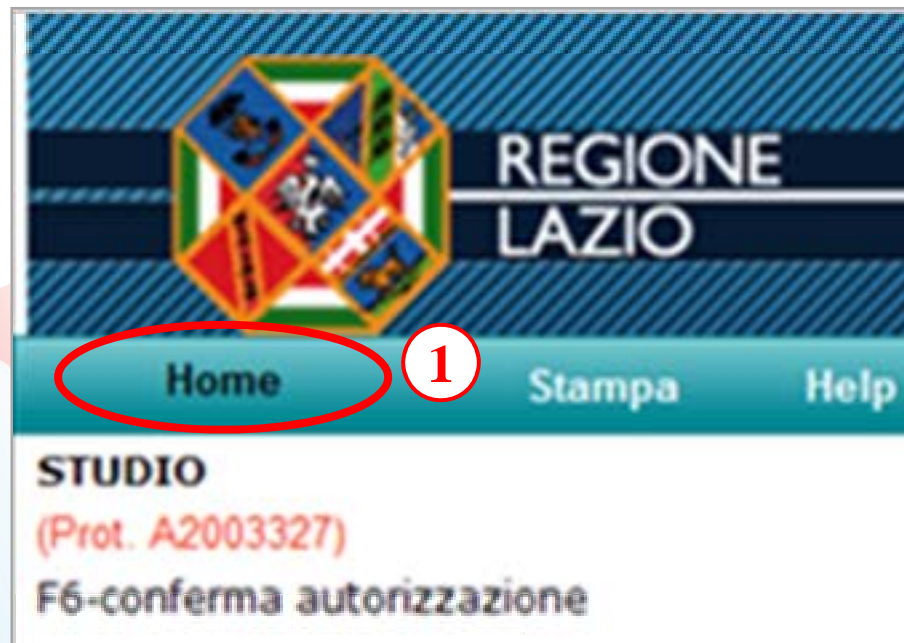 REGIONE
LAZIO
Home 1 Stampa Help
STUDIO
(Prot. A2003327)
F6-conferma autorizzazione